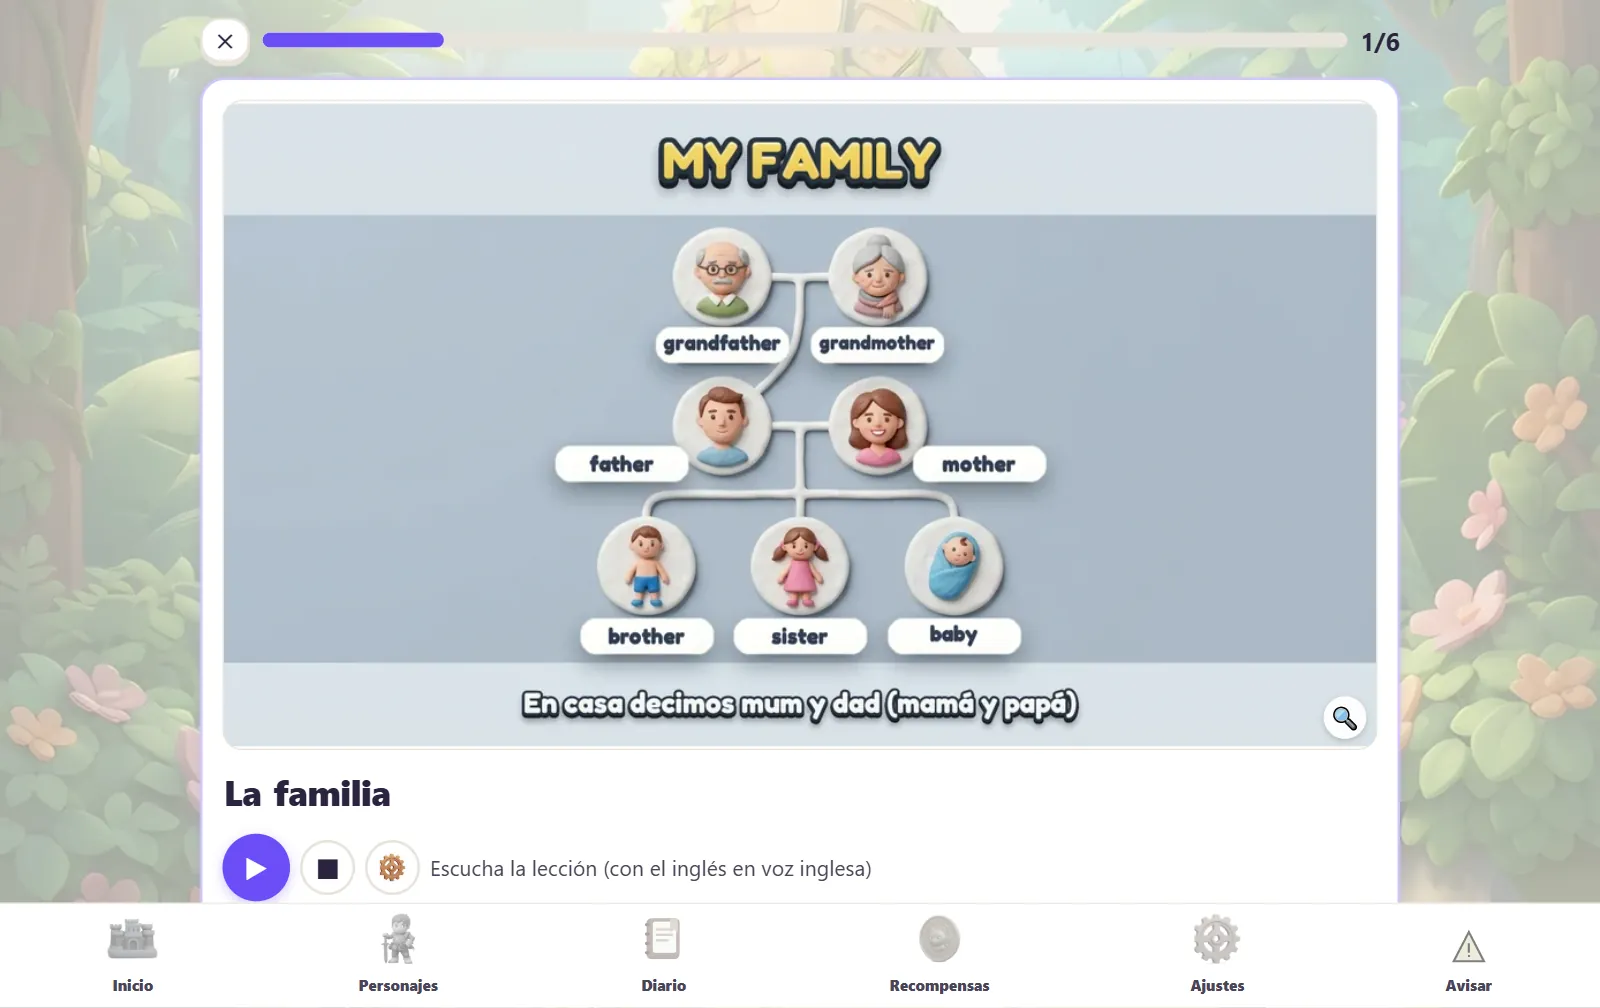 1/6
MY FAMILY
grandfather grandmother
father mother
brother sister baby
En casa decimos mum y dad (mamá y papá)
La familia
Escucha la lección (con el inglés en voz inglesa)
Inicio Personajes Diario Recompensas Ajustes Avisar